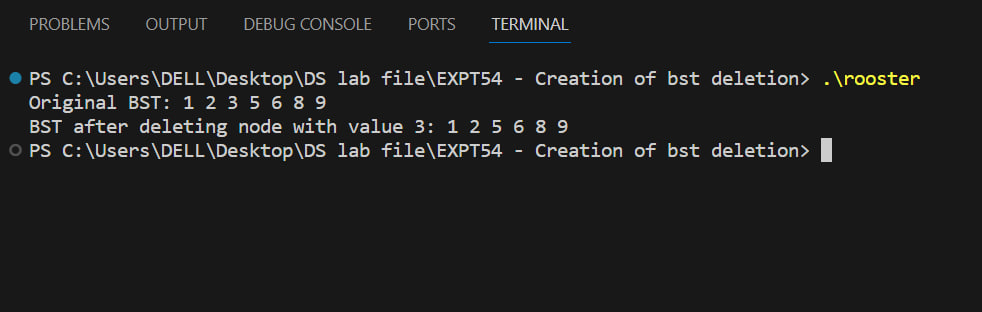 PROBLEMS OUTPUT DEBUG CONSOLE PORTS TERMINAL
PS C:\Users\DELL\Desktop\DS lab file\EXPT54 - Creation of bst deletion> .\rooster
Original BST: 1 2 3 5 6 8 9
BST after deleting node with value 3: 1 2 5 6 8 9
PS C:\Users\DELL\Desktop\DS lab file\EXPT54 - Creation of bst deletion>